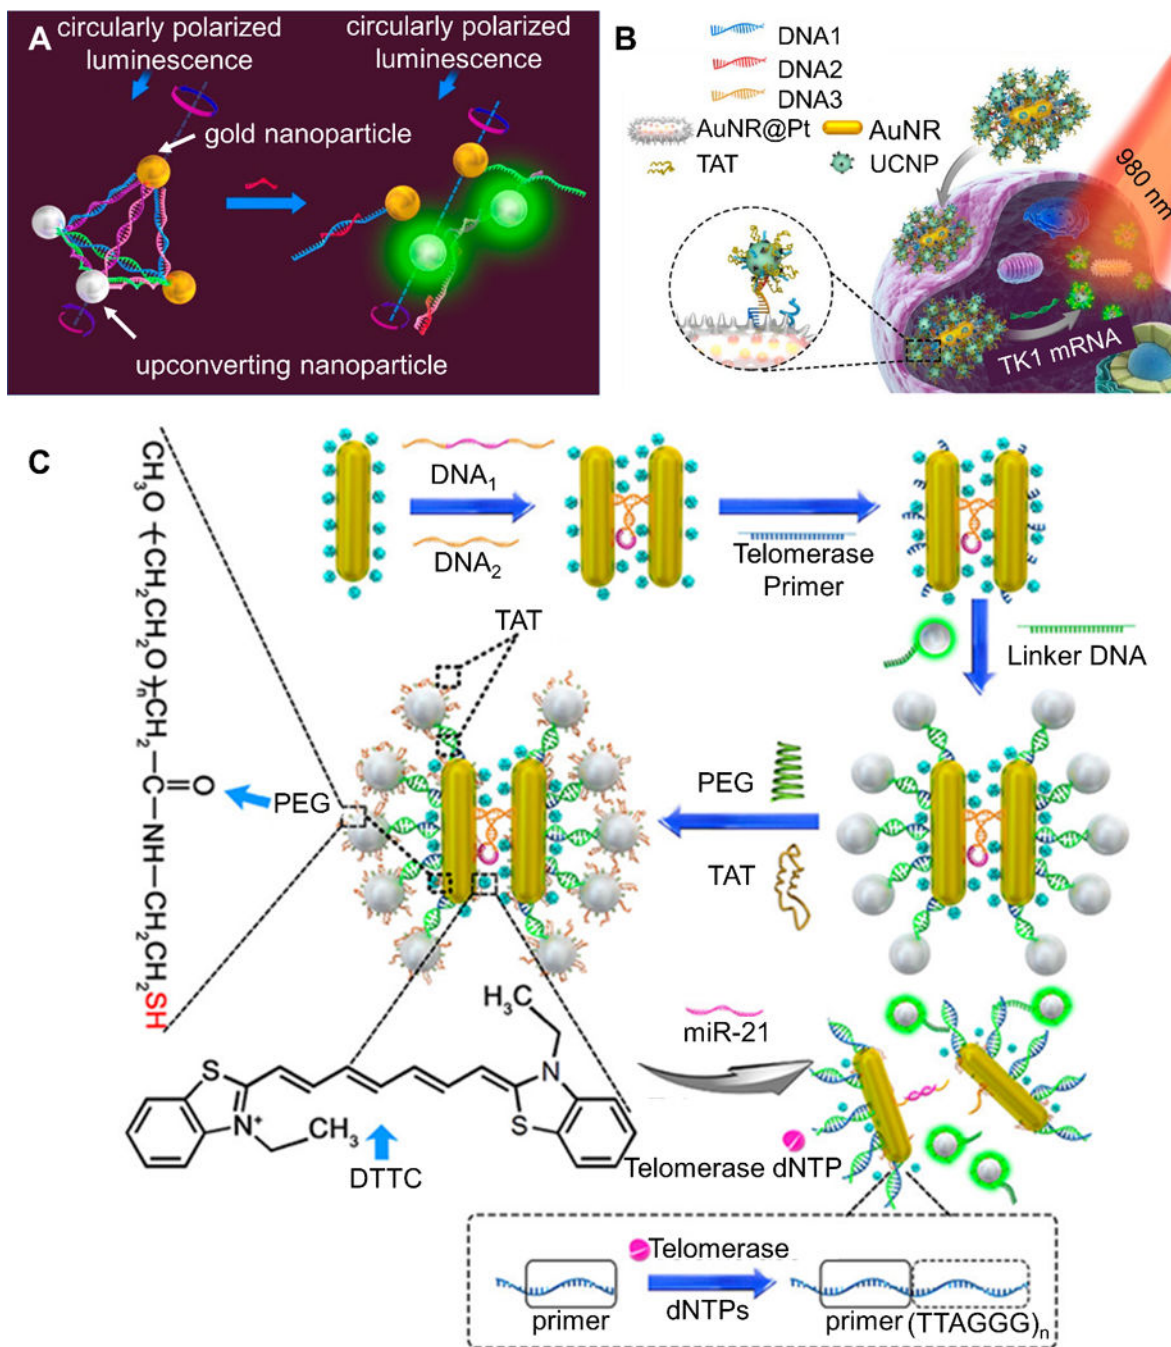 A
circularly polarized
luminescence
circularly polarized
luminescence
gold nanoparticle
upconverting nanoparticle
B
DNA1
DNA2
DNA3
AuNR@Pt
AuNR
TAT
UCNP
980 nm
TK1 mRNA
C
DNA1
DNA2
Telomerase
Primer
Linker DNA
TAT
PEG
TAT
PEG
CH3O-(-CH2CH2O-)-nCH2-C-NH-CH2CH2SH
O
S
N+
CH3
H3C
N
S
DTTC
miR-21
Telomerase dNTP
Telomerase
dNTPs
primer
primer
(TTAGGG)n